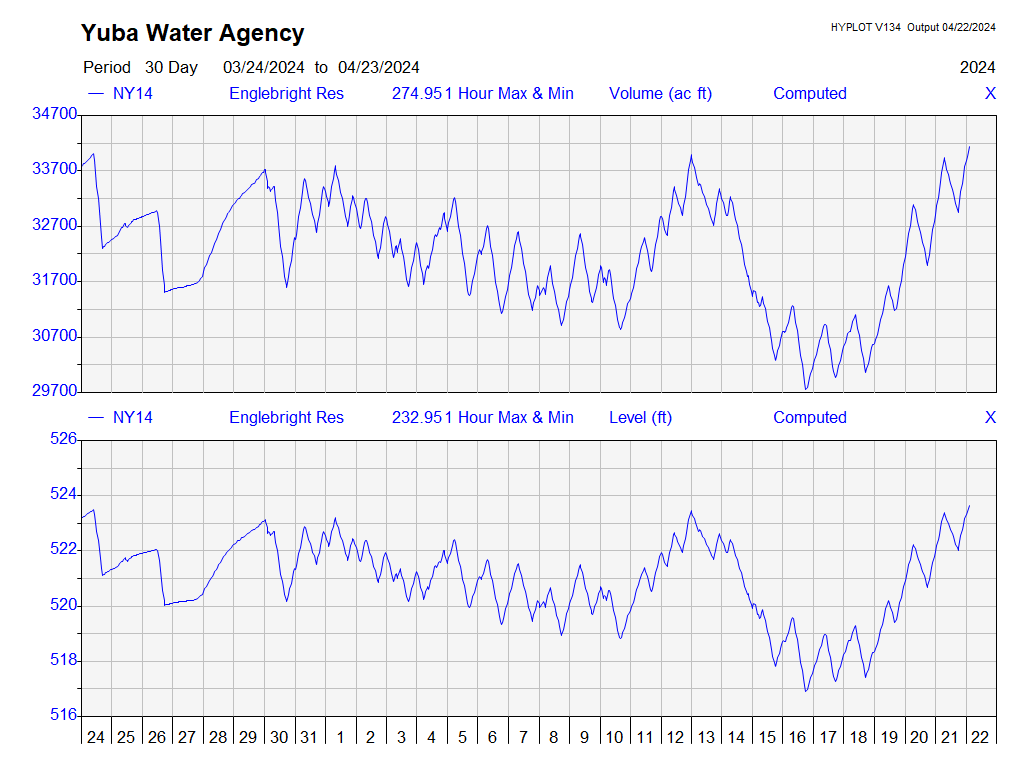 Yuba Water Agency
HYPLOT V134 Output 04/22/2024
Period 30 Day 03/24/2024 to 04/23/2024 2024
NY14 Englebright Res 274.951 Hour Max & Min Volume (ac ft) Computed X
34700
33700
32700
31700
30700
29700
NY14 Englebright Res 232.951 Hour Max & Min Level (ft) Computed X
526
524
522
520
518
516
24 25 26 27 28 29 30 31 1 2 3 4 5 6 7 8 9 10 11 12 13 14 15 16 17 18 19 20 21 22